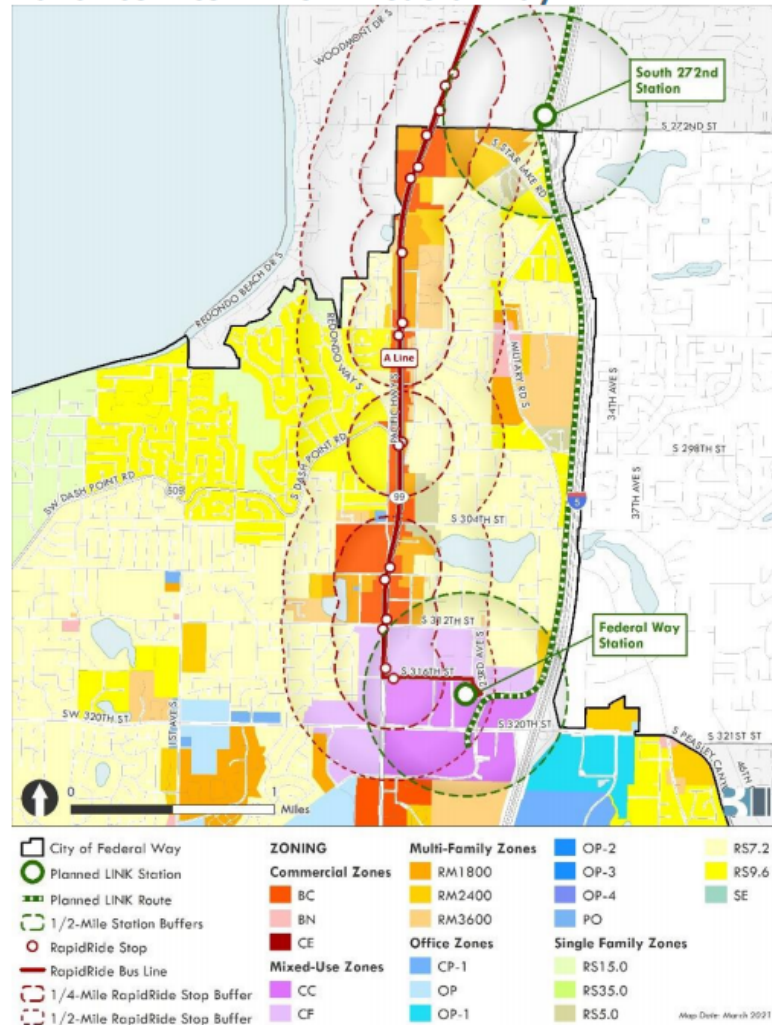 WOODMONT DR S
South 272nd
Station
S 272ND ST
S STAR LAKE RD
REDONDO BEACH DR S
REDONDO WAY S
A Line
PACIFIC HWY S
MILITARY RD S
34TH AVE S
S DASH POINT RD
S 298TH ST
SW DASH POINT RD
509
99
37TH AVE S
5
S 304TH ST
S 312TH ST
Federal Way
Station
23RD AVE S
S 316TH ST
1ST AVE S
SW 320TH ST
S 320TH ST
S 321ST ST
S PEASLEY CANY
46TH
0 1
Miles
City of Federal Way
Planned LINK Station
Planned LINK Route
1/2-Mile Station Buffers
RapidRide Stop
RapidRide Bus Line
1/4-Mile RapidRide Stop Buffer
1/2-Mile RapidRide Stop Buffer
ZONING
Commercial Zones
BC
BN
CE
Mixed-Use Zones
CC
CF
Multi-Family Zones
RM1800
RM2400
RM3600
Office Zones
CP-1
OP
OP-1
OP-2
OP-3
OP-4
PO
Single Family Zones
RS15.0
RS35.0
RS5.0
RS7.2
RS9.6
SE
Map Date: March 2021